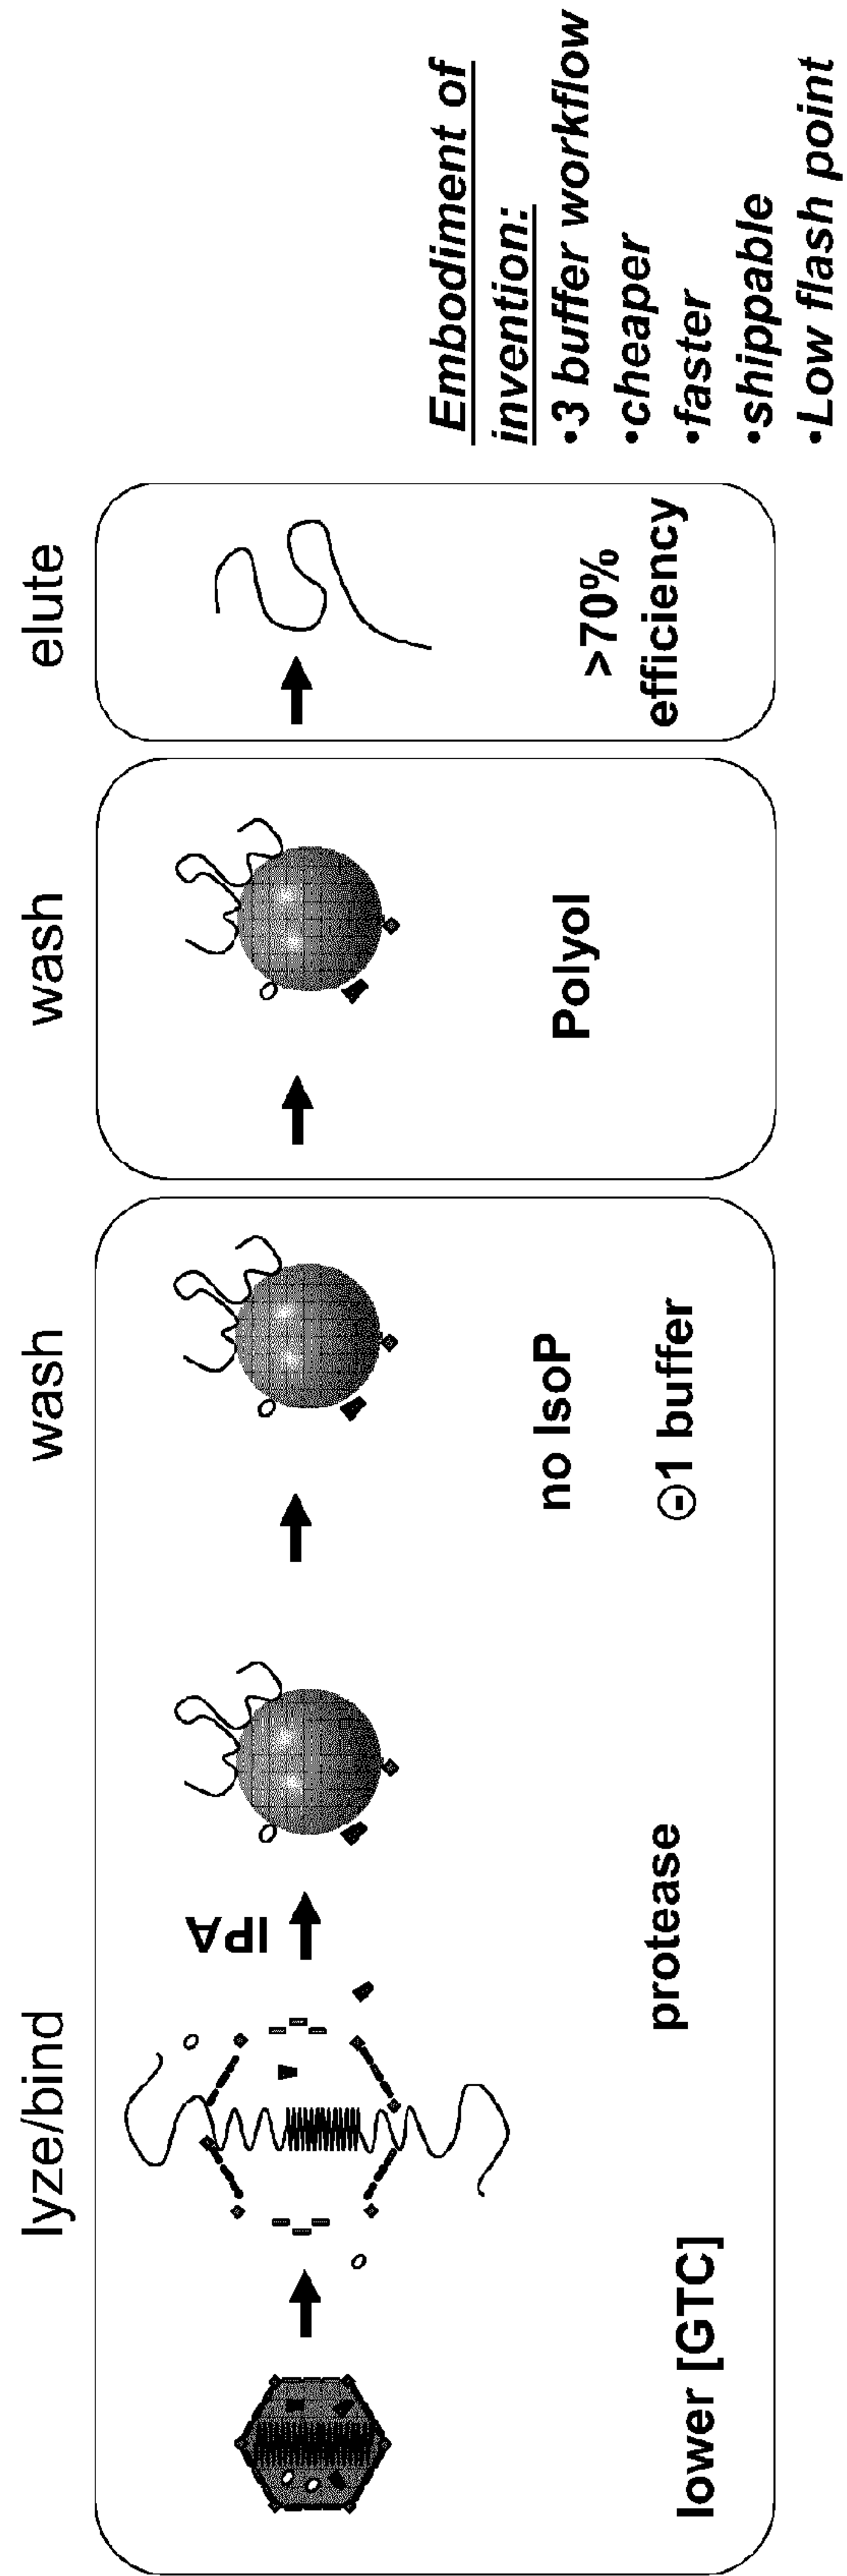 lyze/bind
wash
wash
elute
IPA
lower [GTC]
protease
no IsoP
⊖1 buffer
Polyol
>70%
efficiency
Embodiment of
invention:
•3 buffer workflow
•cheaper
•faster
•shippable
•Low flash point